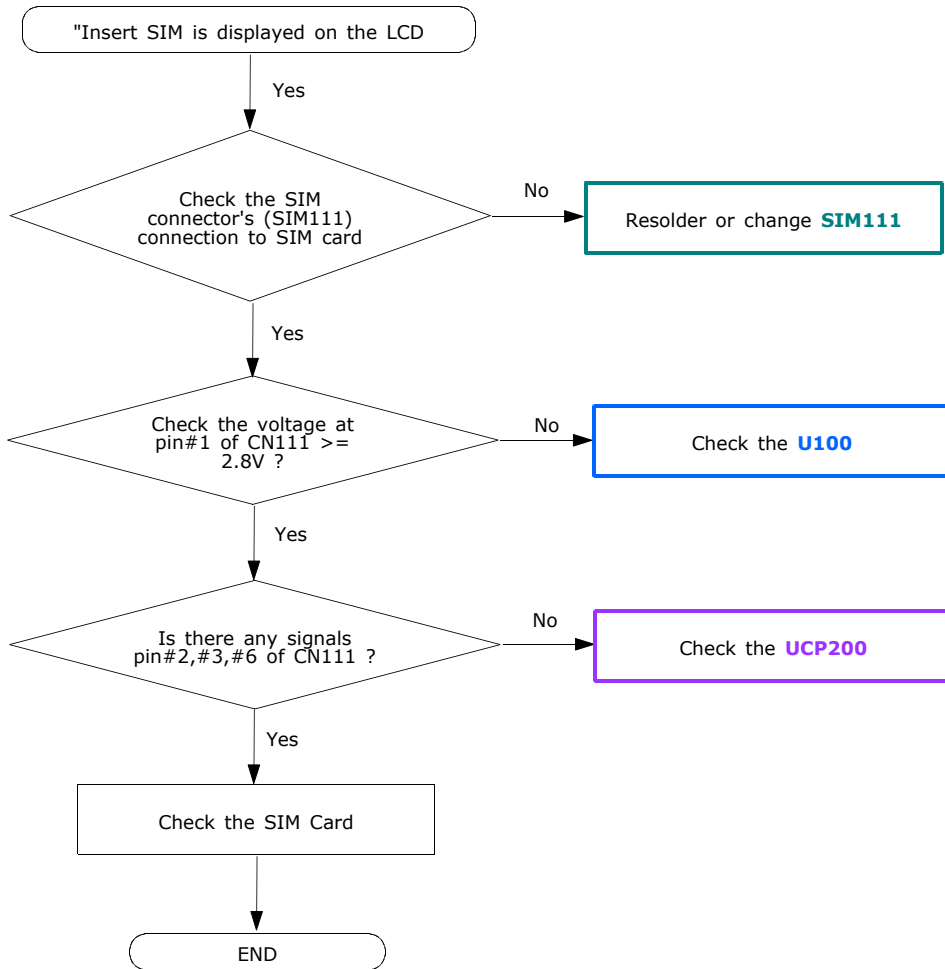 "Insert SIM is displayed on the LCD
Yes
Check the SIM
connector's (SIM111)
connection to SIM card
No
Resolder or change SIM111
Yes
Check the voltage at
pin#1 of CN111 >=
2.8V ?
No
Check the U100
Yes
Is there any signals
pin#2,#3,#6 of CN111 ?
No
Check the UCP200
Yes
Check the SIM Card
END